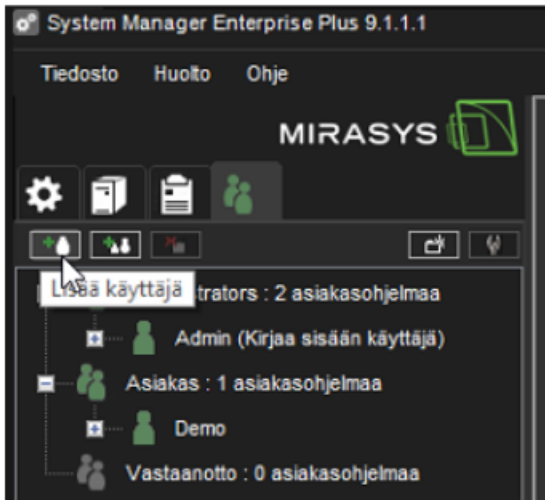 System Manager Enterprise Plus 9.1.1.1
Tiedosto Huolto Ohje
MIRASYS
Lisää käyttäjä
trators : 2 asiakasohjelmaa
Admin (Kirjaa sisään käyttäjä)
Asiakas : 1 asiakasohjelmaa
Demo
Vastaanotto : 0 asiakasohjelmaa